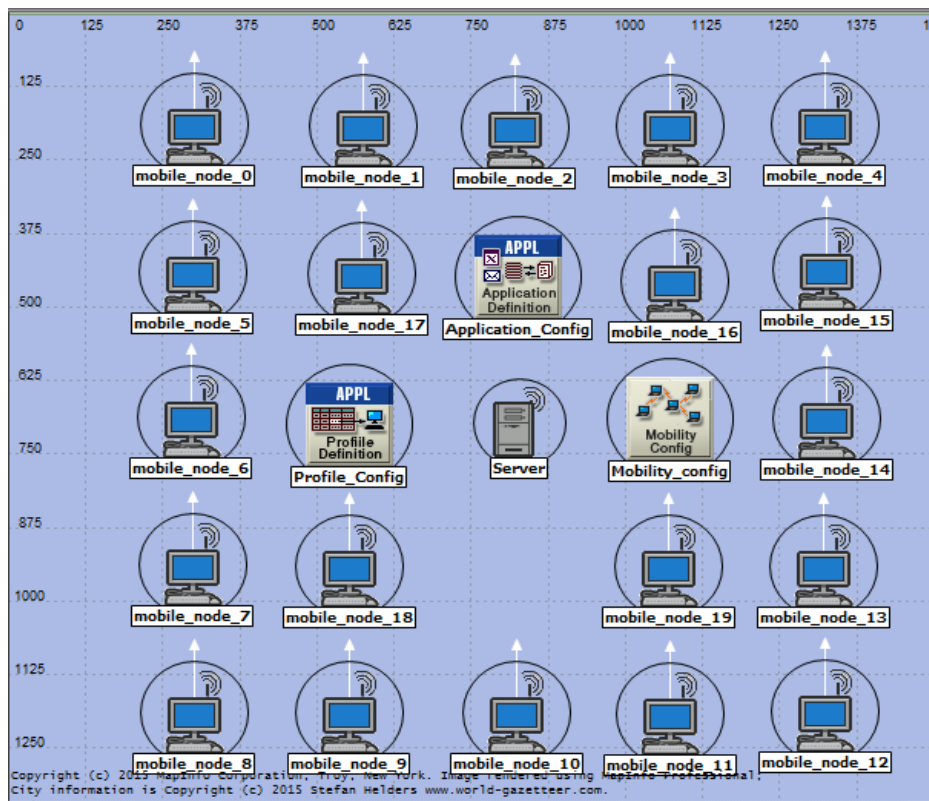 0 125 250 375 500 625 750 875 1000 1125 1250 1375 1
125
250
mobile_node_0 mobile_node_1 mobile_node_2 mobile_node_3 mobile_node_4
375
APPL
Application
Definition
500
mobile_node_5 mobile_node_17 Application_Config mobile_node_16 mobile_node_15
625
APPL
Profiile
Definition
Mobility
Config
750
mobile_node_6 Profile_Config Server Mobility_config mobile_node_14
875
1000
mobile_node_7 mobile_node_18 mobile_node_19 mobile_node_13
1125
1250
mobile_node_8 mobile_node_9 mobile_node_10 mobile_node_11 mobile_node_12
Copyright (c) 2015 MapInfo Corporation, Troy, New York. Image rendered using MapInfo Professional,
City information is Copyright (c) 2015 Stefan Helders www.world-gazetteer.com.